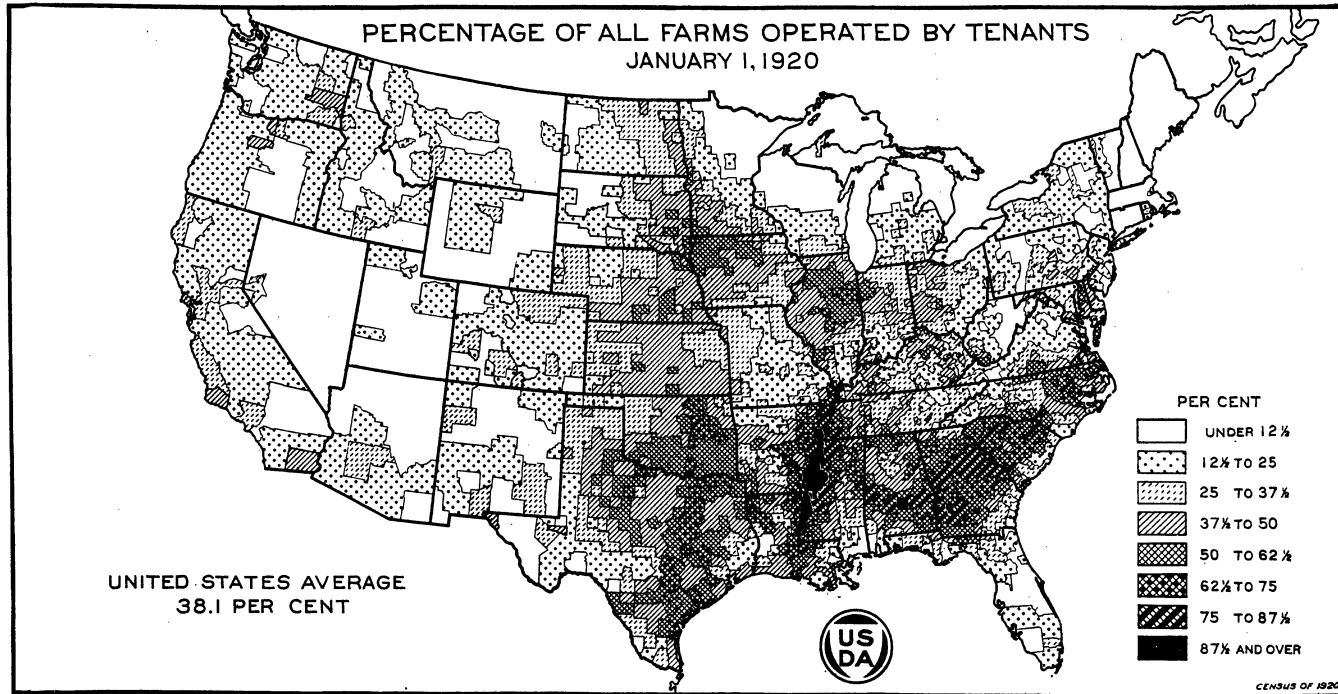 PERCENTAGE OF ALL FARMS OPERATED BY TENANTS
JANUARY 1, 1920
UNITED STATES AVERAGE
38.1 PER CENT
US
DA
PER CENT
UNDER 12½
12½ TO 25
25 TO 37½
37½ TO 50
50 TO 62½
62½ TO 75
75 TO 87½
87½ AND OVER
CENSUS OF 1920